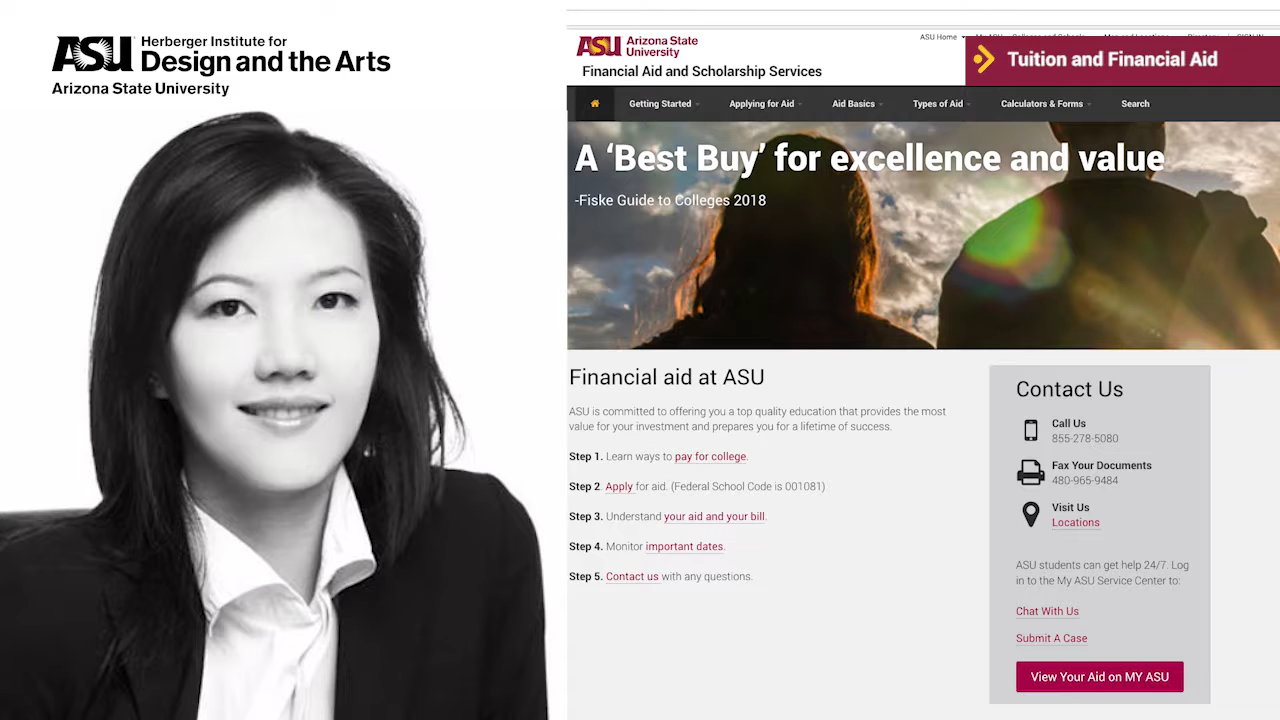 ASU Herberger Institute for
Design and the Arts
Arizona State University
ASU Arizona State
University
ASU Home
Financial Aid and Scholarship Services
Tuition and Financial Aid
Getting Started
Applying for Aid
Aid Basics
Types of Aid
Calculators & Forms
Search
A ‘Best Buy’ for excellence and value
-Fiske Guide to Colleges 2018
Financial aid at ASU
ASU is committed to offering you a top quality education that provides the most
value for your investment and prepares you for a lifetime of success.
Step 1. Learn ways to pay for college.
Step 2. Apply for aid. (Federal School Code is 001081)
Step 3. Understand your aid and your bill.
Step 4. Monitor important dates.
Step 5. Contact us with any questions.
Contact Us
Call Us
855-278-5080
Fax Your Documents
480-965-9484
Visit Us
Locations
ASU students can get help 24/7. Log
in to the My ASU Service Center to:
Chat With Us
Submit A Case
View Your Aid on MY ASU